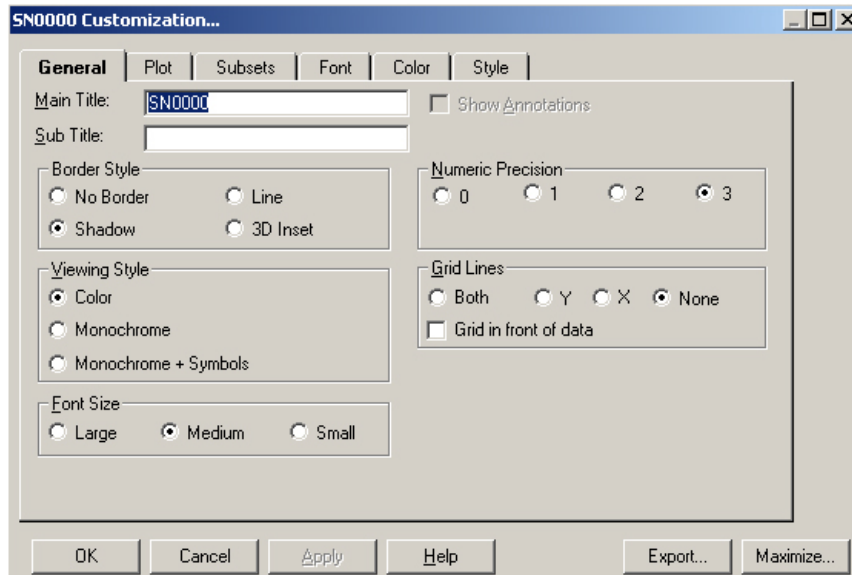 SN0000 Customization...
General Plot Subsets Font Color Style
Main Title: SN0000 Show Annotations
Sub Title:
Border Style
No Border Line
Shadow 3D Inset
Numeric Precision
0 1 2 3
Viewing Style
Color
Monochrome
Monochrome + Symbols
Grid Lines
Both Y X None
Grid in front of data
Font Size
Large Medium Small
OK Cancel Apply Help Export... Maximize...